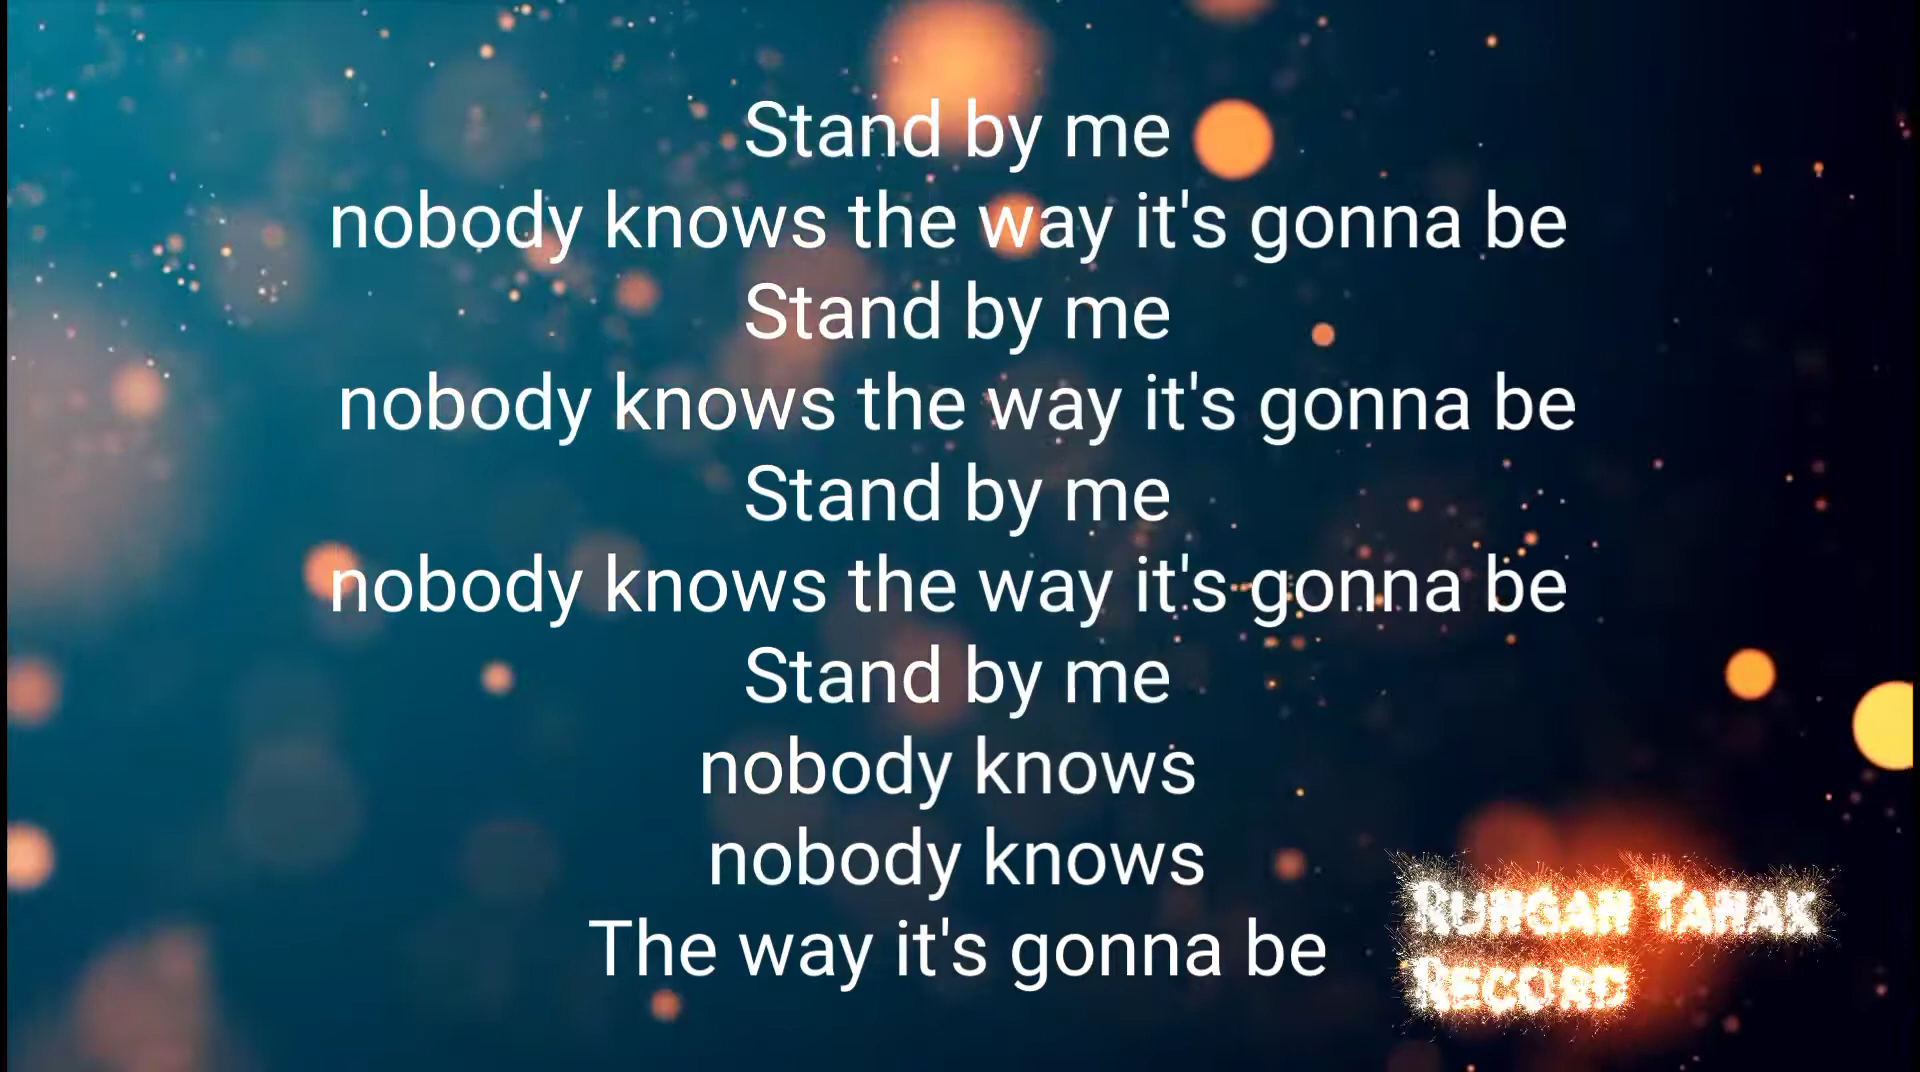 Stand by me
nobody knows the way it's gonna be
Stand by me
nobody knows the way it's gonna be
Stand by me
nobody knows the way it's gonna be
Stand by me
nobody knows
nobody knows
The way it's gonna be
Rungan Tanak
Record